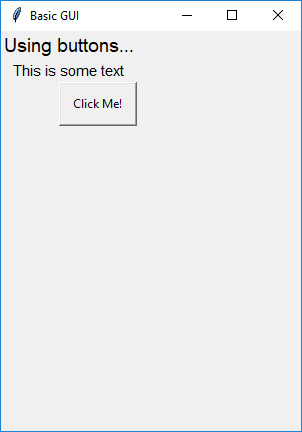 Basic GUI
Using buttons...
This is some text
Click Me!